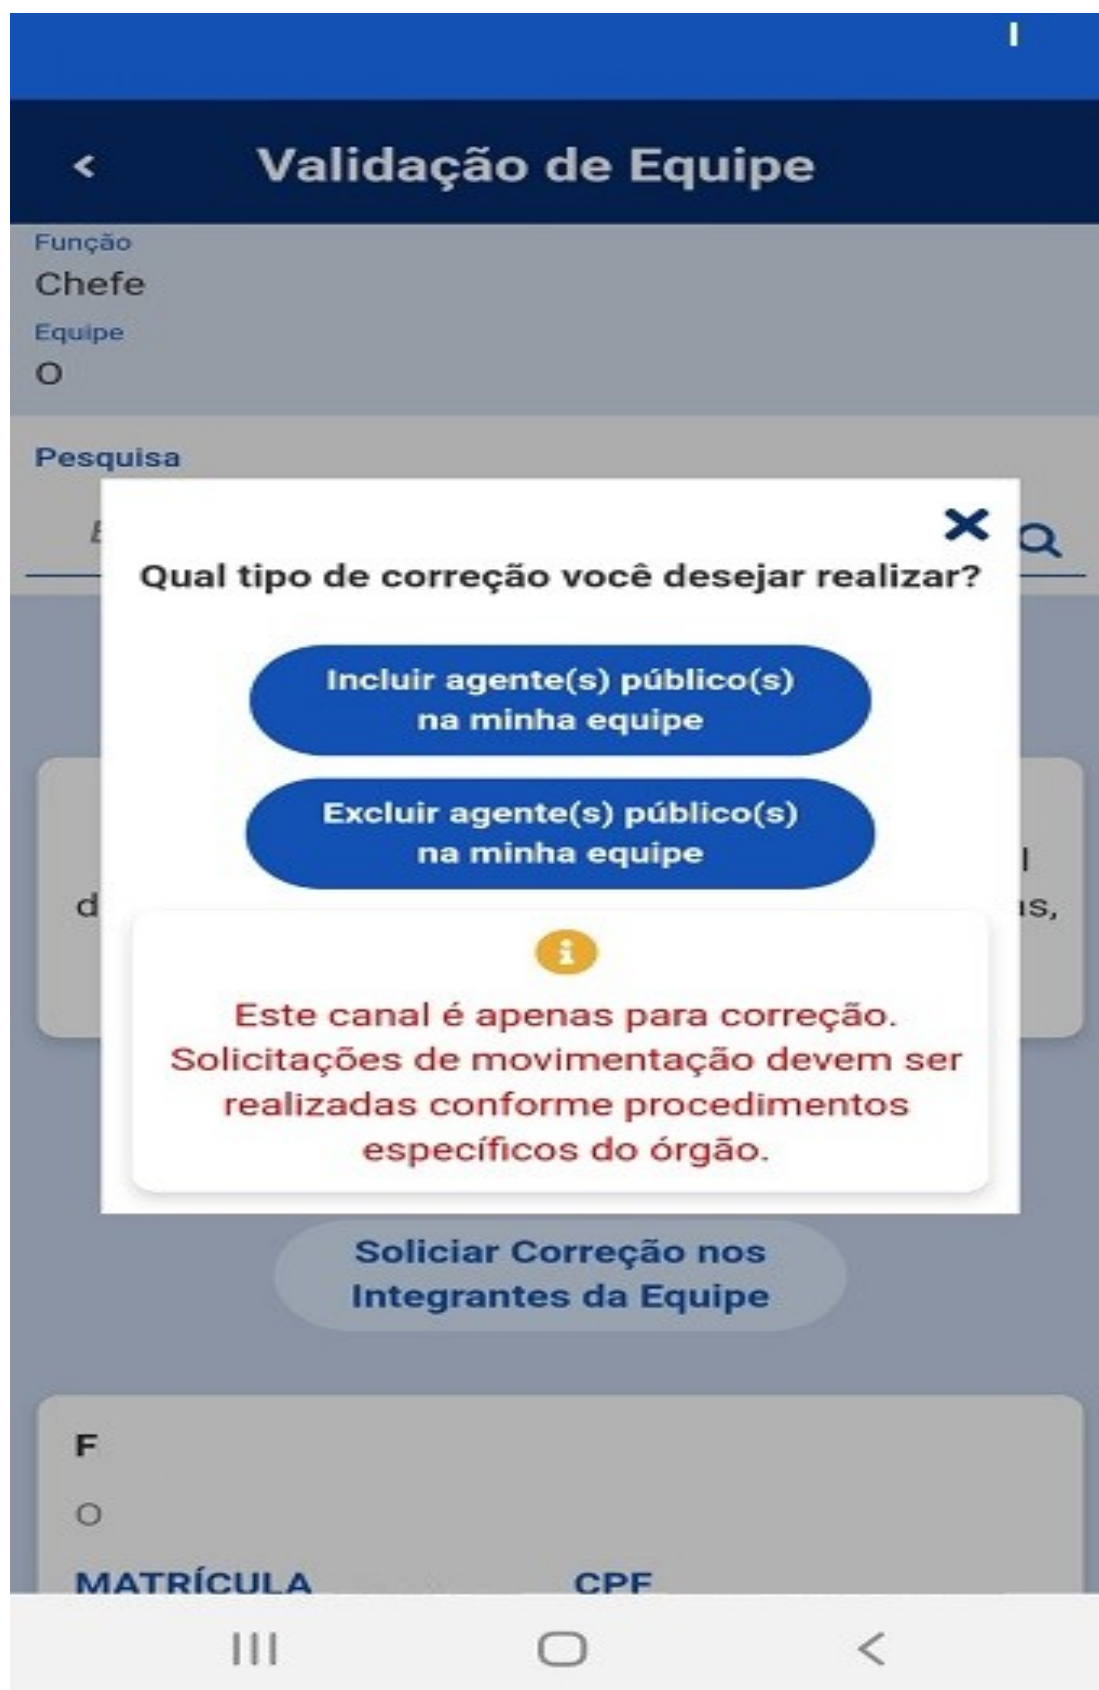 Validação de Equipe
Função
Chefe
Equipe
O
Pesquisa
Qual tipo de correção você desejar realizar?
Incluir agente(s) público(s)
na minha equipe
Excluir agente(s) público(s)
na minha equipe
Este canal é apenas para correção.
Solicitações de movimentação devem ser
realizadas conforme procedimentos
específicos do órgão.
Soliciar Correção nos
Integrantes da Equipe
F
O
MATRÍCULA CPF